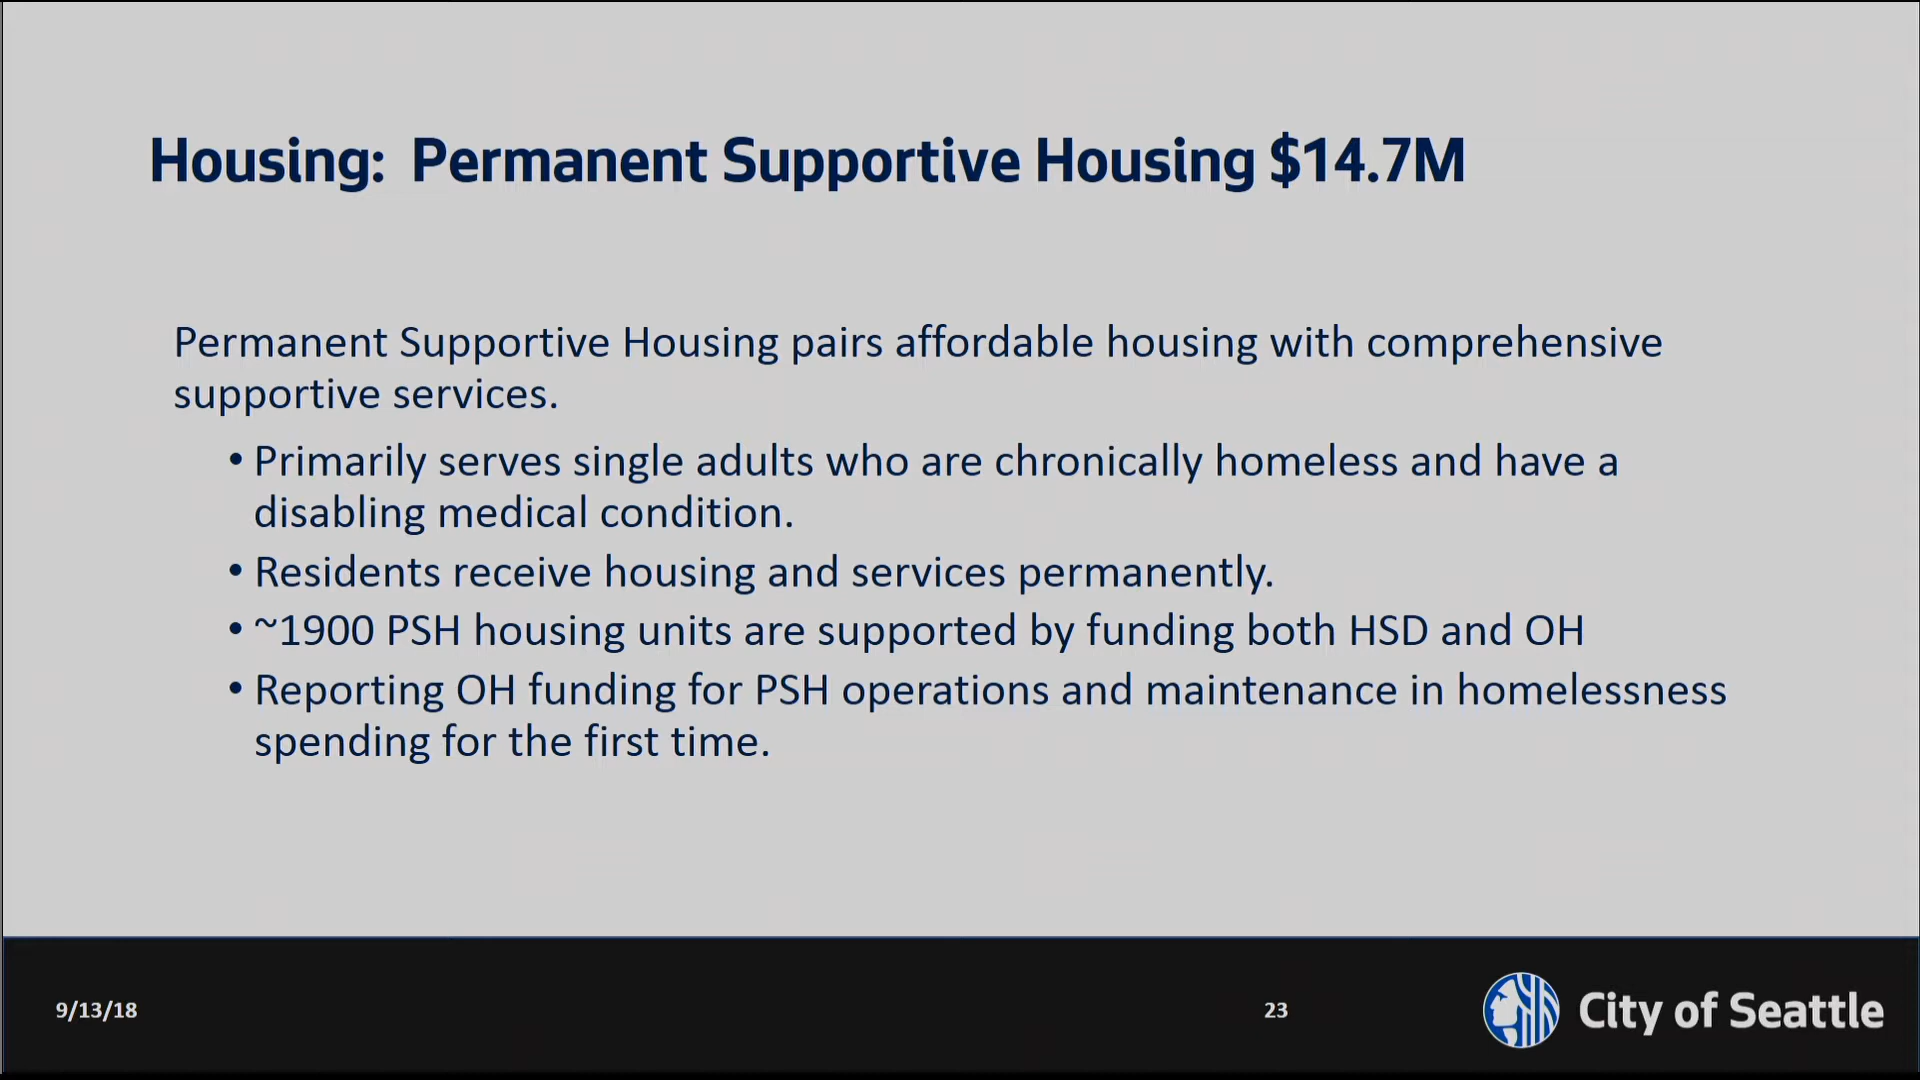 Housing:  Permanent Supportive Housing $14.7M
Permanent Supportive Housing pairs affordable housing with comprehensive
supportive services.
• Primarily serves single adults who are chronically homeless and have a
disabling medical condition.
• Residents receive housing and services permanently.
• ~1900 PSH housing units are supported by funding both HSD and OH
• Reporting OH funding for PSH operations and maintenance in homelessness
spending for the first time.
9/13/18
23
City of Seattle